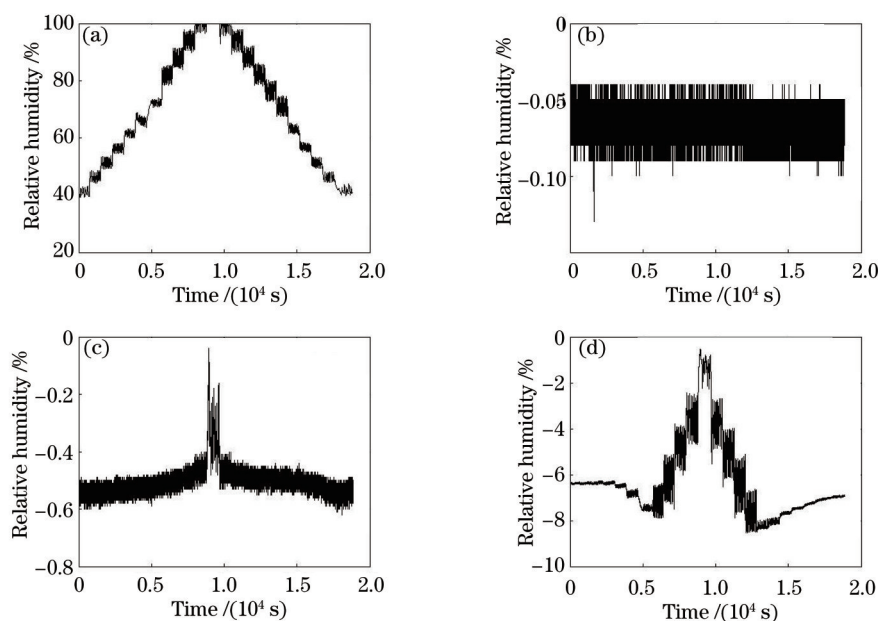 (a)
Relative humidity /%
100
80
60
40
20
0 0.5 1.0 1.5 2.0
Time /(10⁴ s)
(b)
Relative humidity /%
0
−0.05
−0.10
0 0.5 1.0 1.5 2.0
Time /(10⁴ s)
(c)
Relative humidity /%
0
−0.2
−0.4
−0.6
−0.8
0 0.5 1.0 1.5 2.0
Time /(10⁴ s)
(d)
Relative humidity /%
0
−2
−4
−6
−8
−10
0 0.5 1.0 1.5 2.0
Time /(10⁴ s)